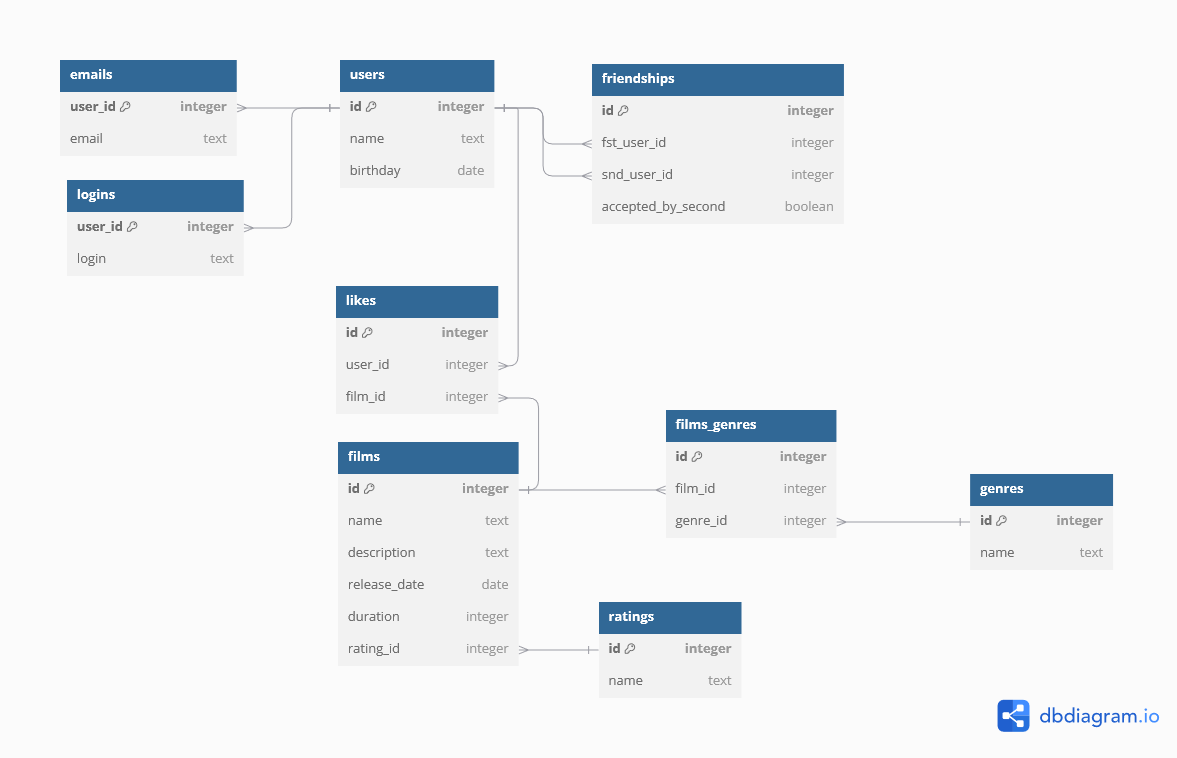 emails
user_id integer
email text
users
id integer
name text
birthday date
friendships
id integer
fst_user_id integer
snd_user_id integer
accepted_by_second boolean
logins
user_id integer
login text
likes
id integer
user_id integer
film_id integer
films
id integer
name text
description text
release_date date
duration integer
rating_id integer
films_genres
id integer
film_id integer
genre_id integer
genres
id integer
name text
ratings
id integer
name text
dbdiagram.io